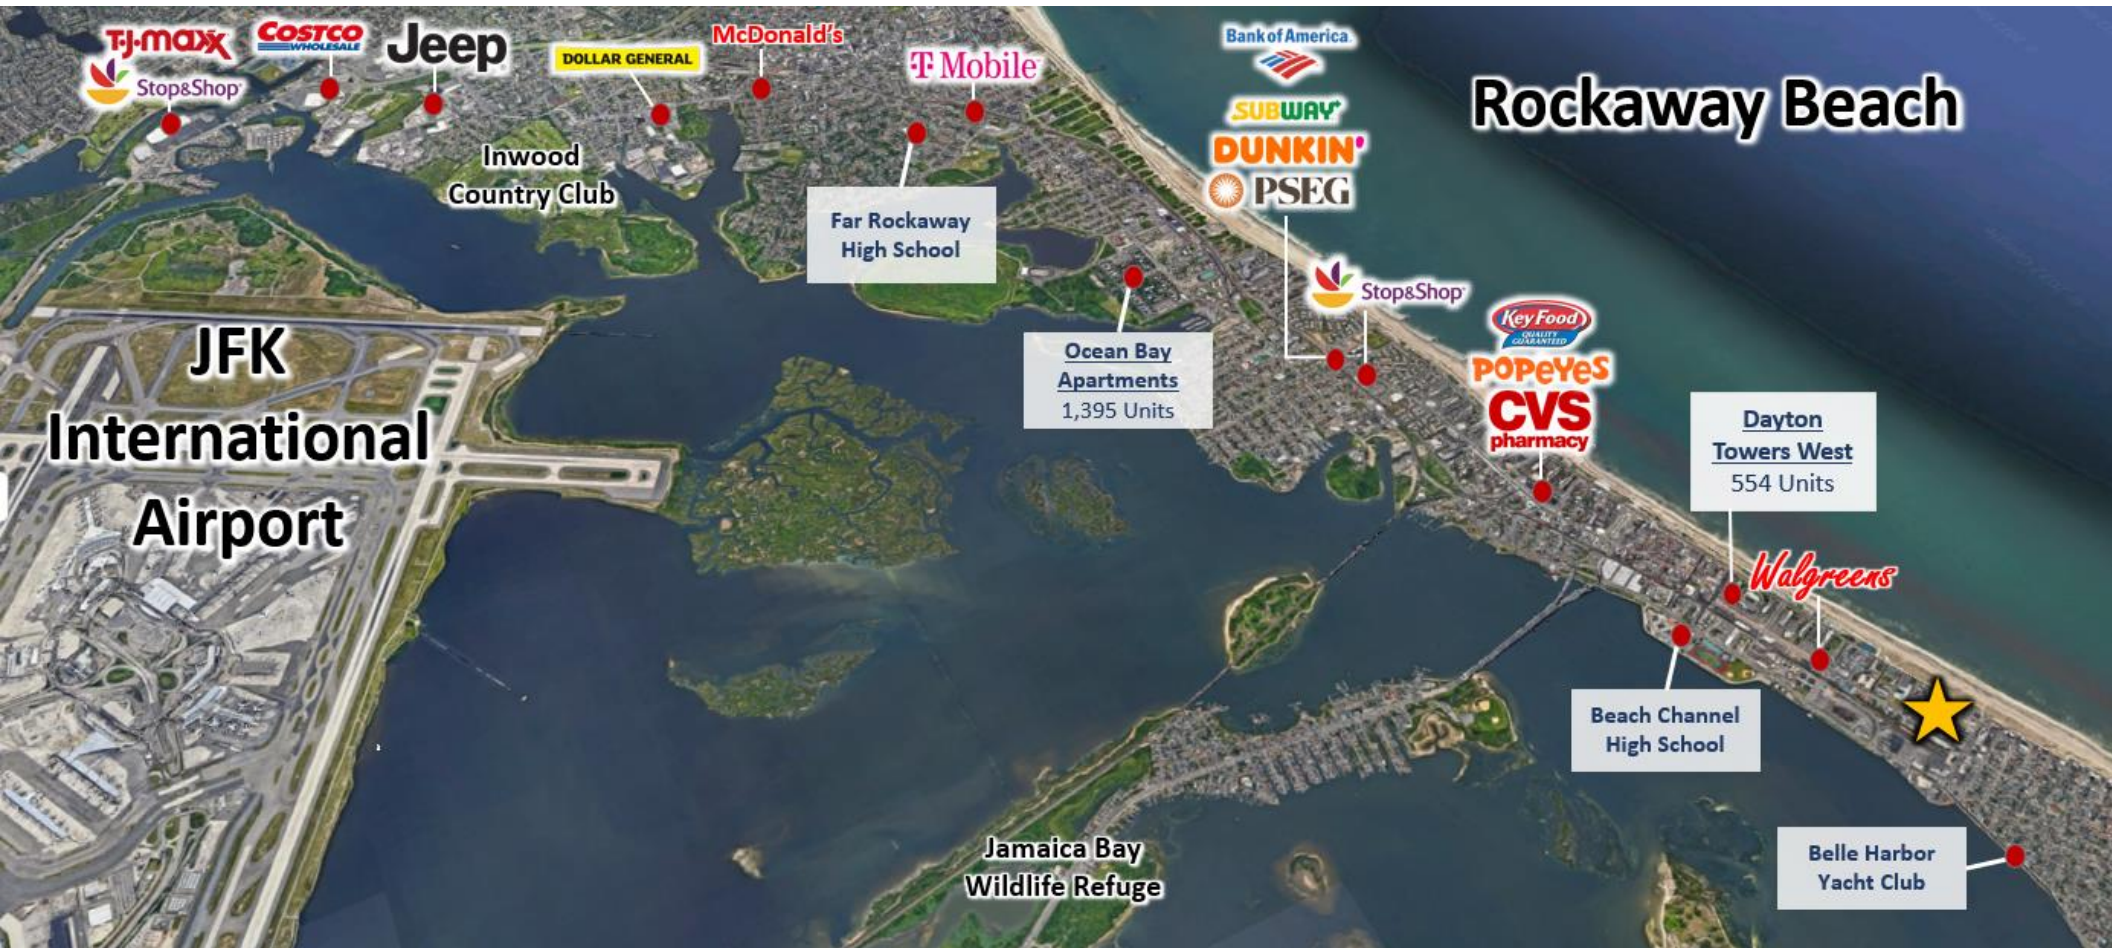 T•J•maxx
Stop&Shop
COSTCO
WHOLESALE
Jeep
DOLLAR GENERAL
McDonald's
T Mobile
Bank of America
SUBWAY
DUNKIN'
PSEG
Rockaway Beach
Inwood
Country Club
Far Rockaway
High School
Stop&Shop
Key Food
QUALITY
GUARANTEED
POPEYES
CVS
pharmacy
JFK
International
Airport
Ocean Bay
Apartments
1,395 Units
Dayton
Towers West
554 Units
Walgreens
Beach Channel
High School
Jamaica Bay
Wildlife Refuge
Belle Harbor
Yacht Club